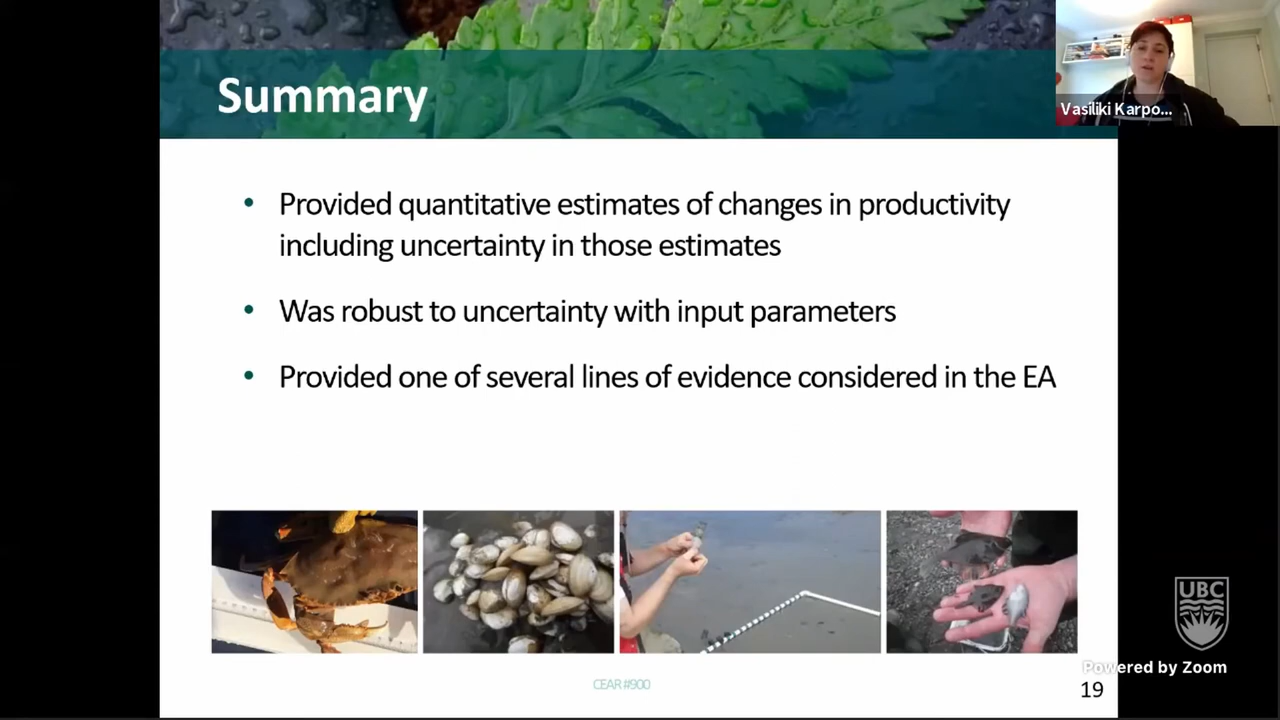 Summary
Vasiliki Karpo...
• Provided quantitative estimates of changes in productivity
including uncertainty in those estimates
• Was robust to uncertainty with input parameters
• Provided one of several lines of evidence considered in the EA
UBC
Powered by Zoom
CEAR #900
19